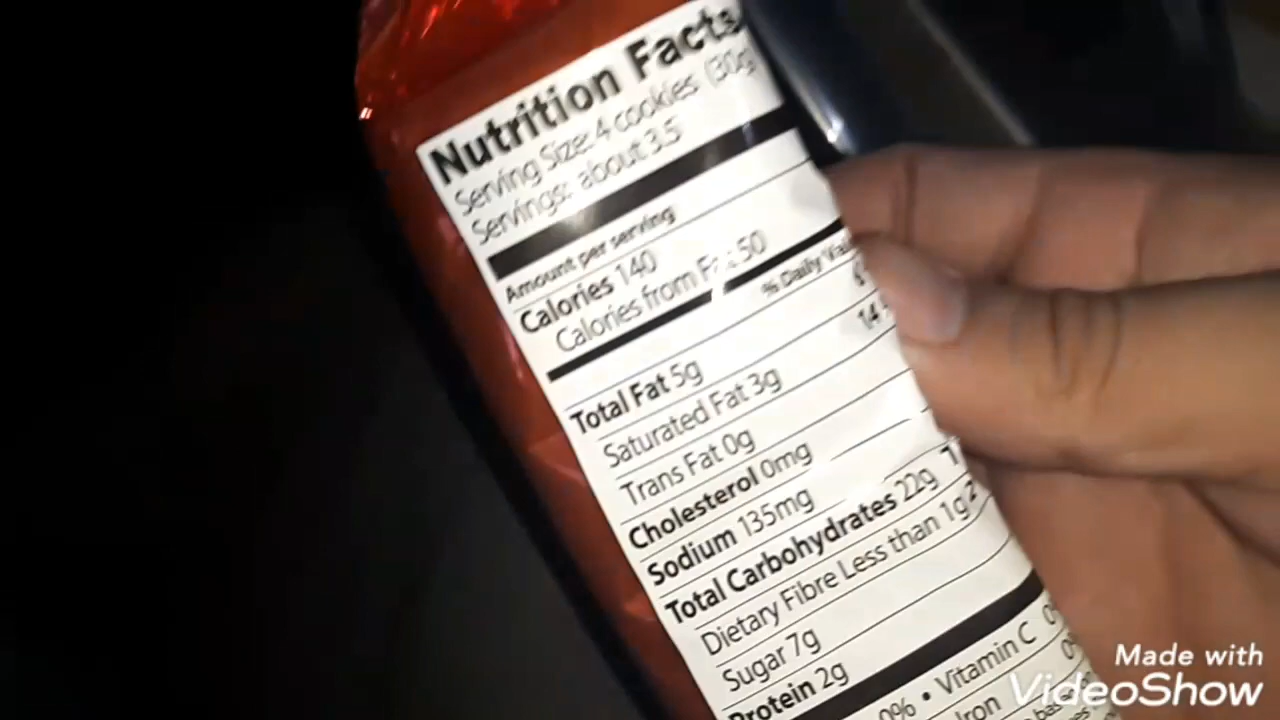 Nutrition Facts
Serving Size: 4 cookies (30g)
Servings: about 3.5
Amount per serving
Calories 140
Calories from Fat 50
% Daily
Total Fat 5g
Saturated Fat 3g 14
Trans Fat 0g
Cholesterol 0mg
Sodium 135mg
Total Carbohydrates 22g
Dietary Fibre Less than 1g
Sugar 7g
Protein 2g
0% • Vitamin C
Iron
Made with
VideoShow